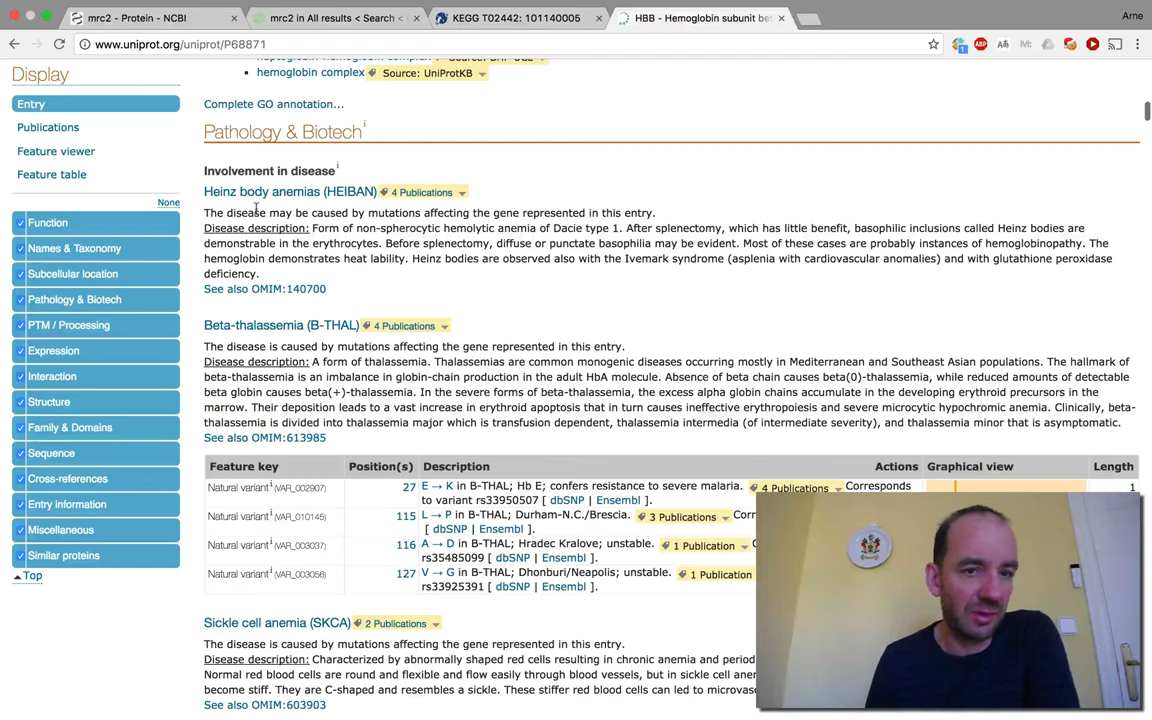 mrc2 - Protein - NCBI
mrc2 in All results < Search <
KEGG T02442: 101140005
HBB - Hemoglobin subunit bet
Arne
www.uniprot.org/uniprot/P68871
Display
hemoglobin complex Source: UniProtKB
Entry
Complete GO annotation...
Publications
Pathology & Biotech i
Feature viewer
Involvement in disease i
Feature table
Heinz body anemias (HEIBAN) 4 Publications
None
The disease may be caused by mutations affecting the gene represented in this entry.
Function
Disease description: Form of non-spherocytic hemolytic anemia of Dacie type 1. After splenectomy, which has little benefit, basophilic inclusions called Heinz bodies are
demonstrable in the erythrocytes. Before splenectomy, diffuse or punctate basophilia may be evident. Most of these cases are probably instances of hemoglobinopathy. The
Names & Taxonomy
hemoglobin demonstrates heat lability. Heinz bodies are observed also with the Ivemark syndrome (asplenia with cardiovascular anomalies) and with glutathione peroxidase
Subcellular location
deficiency.
See also OMIM:140700
Pathology & Biotech
PTM / Processing
Beta-thalassemia (B-THAL) 4 Publications
The disease is caused by mutations affecting the gene represented in this entry.
Expression
Disease description: A form of thalassemia. Thalassemias are common monogenic diseases occurring mostly in Mediterranean and Southeast Asian populations. The hallmark of
Interaction
beta-thalassemia is an imbalance in globin-chain production in the adult HbA molecule. Absence of beta chain causes beta(0)-thalassemia, while reduced amounts of detectable
beta globin causes beta(+)-thalassemia. In the severe forms of beta-thalassemia, the excess alpha globin chains accumulate in the developing erythroid precursors in the
Structure
marrow. Their deposition leads to a vast increase in erythroid apoptosis that in turn causes ineffective erythropoiesis and severe microcytic hypochromic anemia. Clinically, beta-
thalassemia is divided into thalassemia major which is transfusion dependent, thalassemia intermedia (of intermediate severity), and thalassemia minor that is asymptomatic.
Family & Domains
See also OMIM:613985
Sequence
Feature key Position(s) Description Actions Graphical view Length
Cross-references
Natural variant i (VAR_002907) 27 E → K in B-THAL; Hb E; confers resistance to severe malaria. 4 Publications Corresponds 1
to variant rs33950507 [ dbSNP | Ensembl ].
Entry information
Natural variant i (VAR_010145) 115 L → P in B-THAL; Durham-N.C./Brescia. 3 Publications
[ dbSNP | Ensembl ].
Miscellaneous
Natural variant i (VAR_003037) 116 A → D in B-THAL; Hradec Kralove; unstable. 1 Publication
rs35485099 [ dbSNP | Ensembl ].
Similar proteins
Natural variant i (VAR_003056) 127 V → G in B-THAL; Dhonburi/Neapolis; unstable. 1 Publication
Top
rs33925391 [ dbSNP | Ensembl ].
Sickle cell anemia (SKCA) 2 Publications
The disease is caused by mutations affecting the gene represented in this entry.
Disease description: Characterized by abnormally shaped red cells resulting in chronic anemia and
Normal red blood cells are round and flexible and flow easily through blood vessels, but in sickle cell
become stiff. They are C-shaped and resembles a sickle. These stiffer red blood cells can led to
See also OMIM:603903